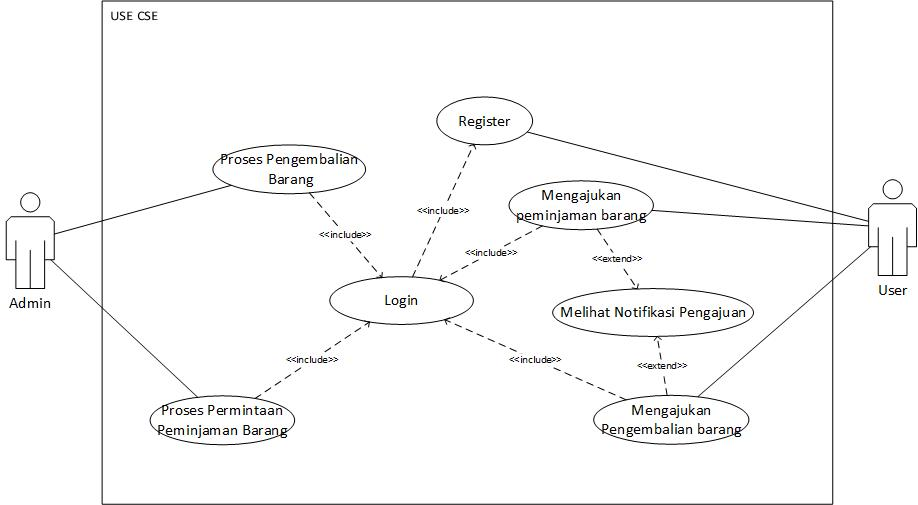 USE CSE
Register
Proses Pengembalian
Barang
Mengajukan
peminjaman barang
<<include>>
<<include>>
<<include>>
<<extend>>
Admin
User
Login
Melihat Notifikasi Pengajuan
<<include>>
<<include>>
<<extend>>
Proses Permintaan
Peminjaman Barang
Mengajukan
Pengembalian barang